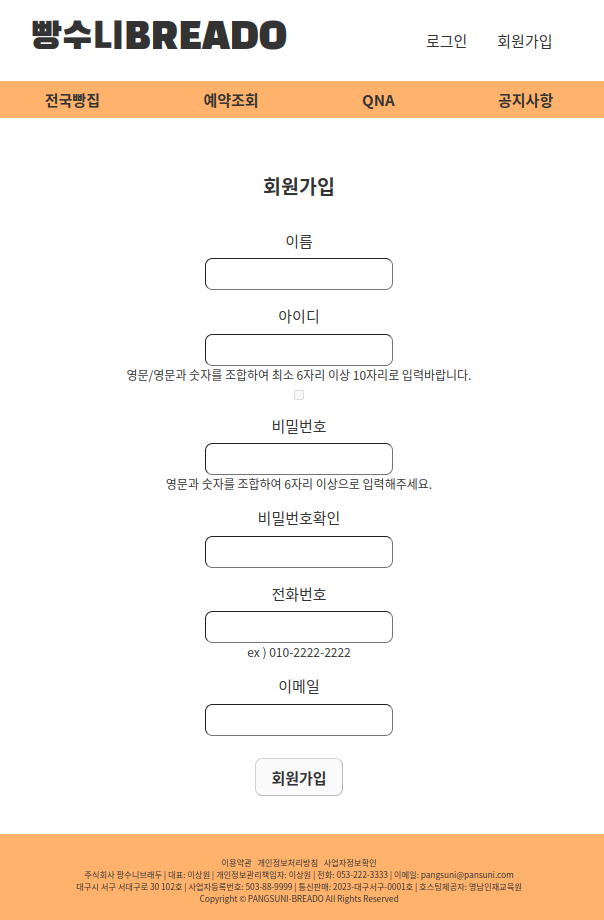 빵수니BREADO
로그인 회원가입
전국빵집 예약조회 QNA 공지사항
회원가입
이름
아이디
영문/영문과 숫자를 조합하여 최소 6자리 이상 10자리로 입력바랍니다.
비밀번호
영문과 숫자를 조합하여 6자리 이상으로 입력해주세요.
비밀번호확인
전화번호
ex ) 010-2222-2222
이메일
회원가입
이용약관 개인정보처리방침 사업자정보확인
주식회사 팡수니브래두 | 대표: 이상원 | 개인정보관리책임자: 이상원 | 전화: 053-222-3333 | 이메일: pangsuni@pansuni.com
대구시 서구 서대구로 30 102호 | 사업자등록번호: 503-88-9999 | 통신판매: 2023-대구서구-0001호 | 호스팅제공자: 영남인재교육원
Copyright © PANGSUNI-BREADO All Rights Reserved